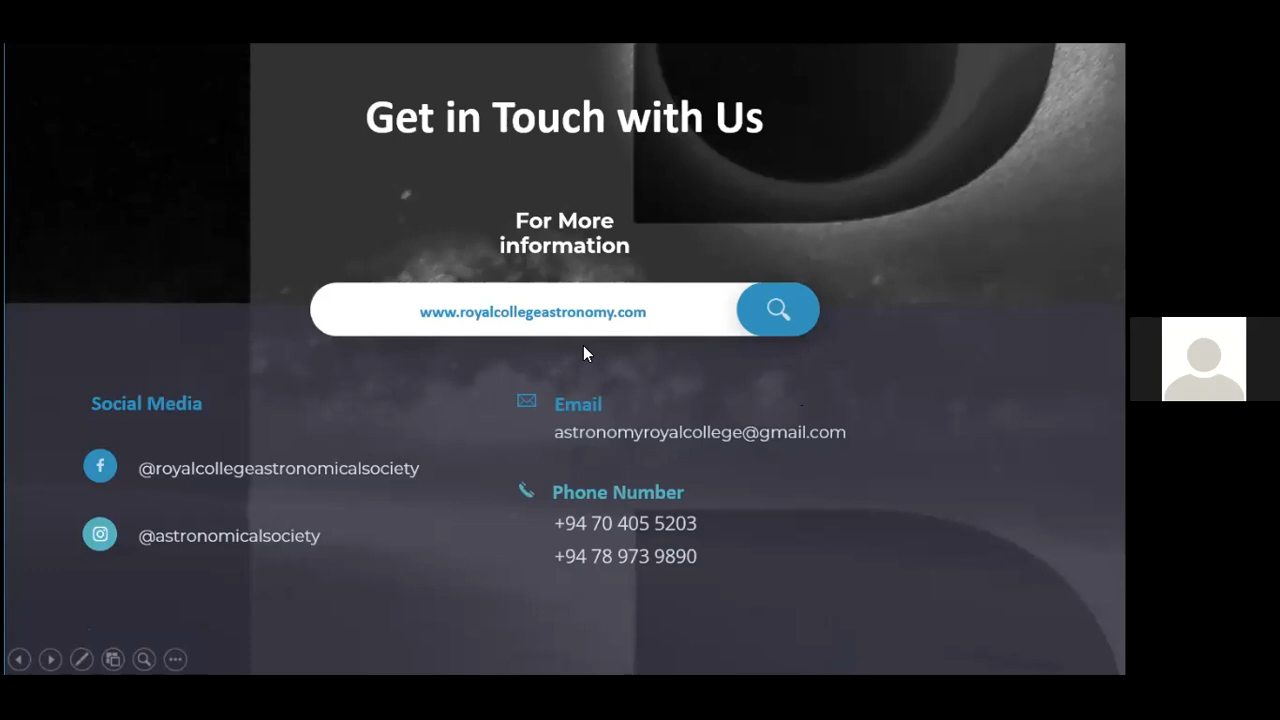 Get in Touch with Us
For More
information
www.royalcollegeastronomy.com
Social Media
@royalcollegeastronomicalsociety
@astronomicalsociety
Email
astronomyroyalcollege@gmail.com
Phone Number
+94 70 405 5203
+94 78 973 9890